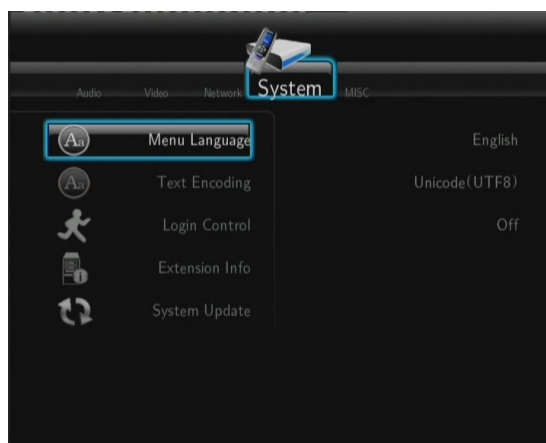 Audio Video Network System MISC
Menu Language English
Text Encoding Unicode(UTF8)
Login Control Off
Extension Info
System Update